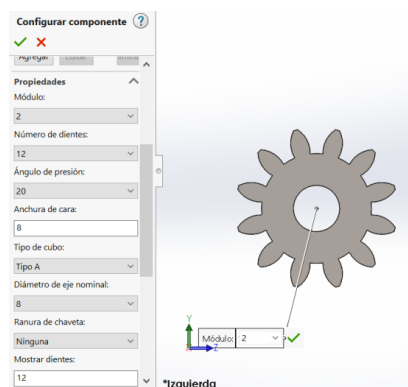 Configurar componente ?
Agregar
Propiedades
Módulo:
2
Número de dientes:
12
Ángulo de presión:
20
Anchura de cara:
8
Tipo de cubo:
Tipo A
Diámetro de eje nominal:
8
Ranura de chaveta:
Ninguna
Mostrar dientes:
12
Y
Módulo: 2
Z
*Izquierda